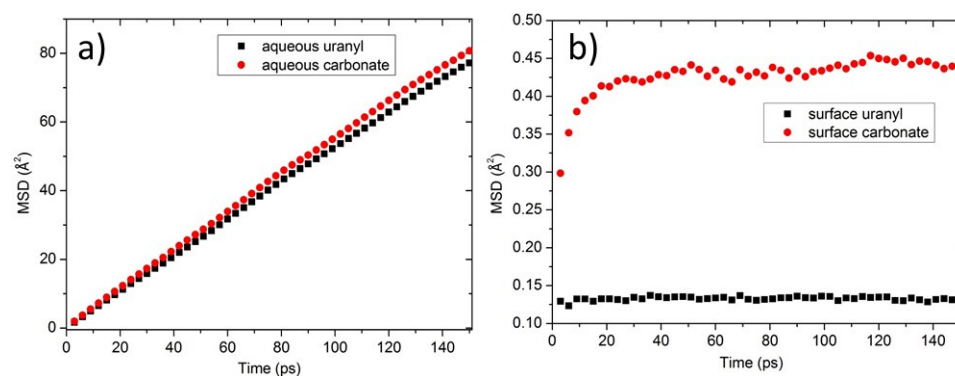 a)
aqueous uranyl
aqueous carbonate
80
60
40
20
0
MSD (Å²)
0 20 40 60 80 100 120 140
Time (ps)
b)
0.50
0.45
0.40
0.35
0.30
0.25
0.20
0.15
0.10
MSD (Å²)
surface uranyl
surface carbonate
0 20 40 60 80 100 120 140
Time (ps)